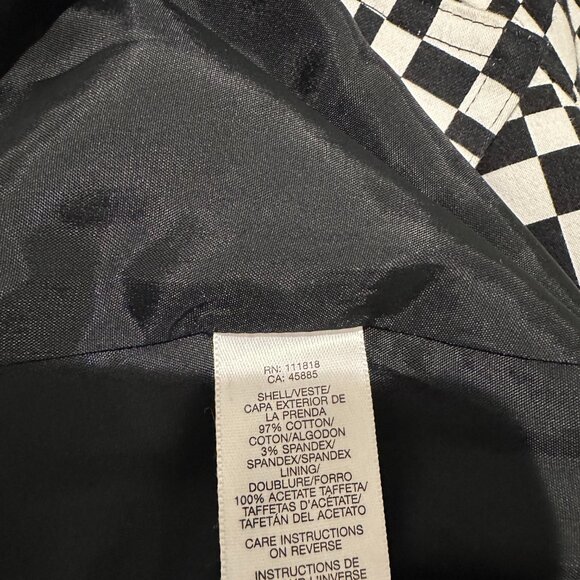 RN: 111818
CA: 45885
SHELL/VESTE/
CAPA EXTERIOR DE
LA PRENDA
97% COTTON/
COTON/ALGODON
3% SPANDEX/
SPANDEX/SPANDEX
LINING/
DOUBLURE/FORRO
100% ACETATE TAFFETA/
TAFFETAS D'ACÉTATE/
TAFETÁN DEL ACETATO
CARE INSTRUCTIONS
ON REVERSE
INSTRUCTIONS DE
L'INVERSE